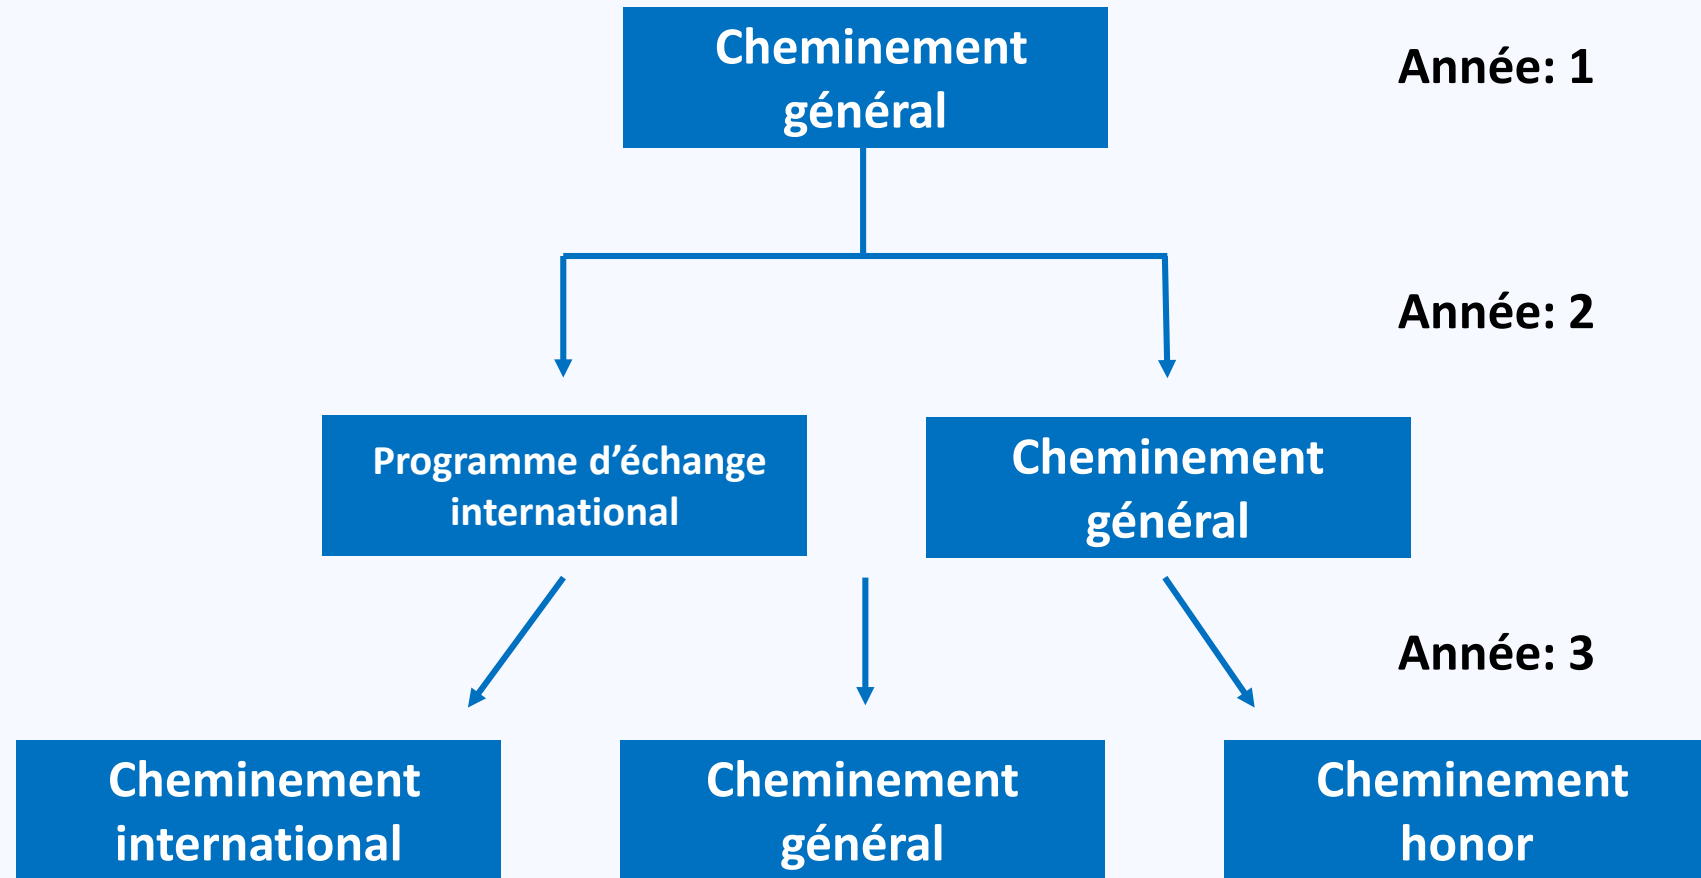 Cheminement
général
Année: 1
Année: 2
Programme d’échange
international
Cheminement
général
Année: 3
Cheminement
international
Cheminement
général
Cheminement
honor